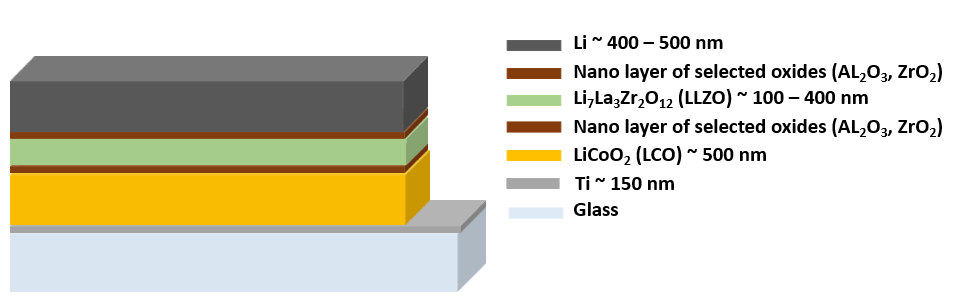 Li ~ 400 – 500 nm
Nano layer of selected oxides (AL₂O₃, ZrO₂)
Li₇La₃Zr₂O₁₂ (LLZO) ~ 100 – 400 nm
Nano layer of selected oxides (AL₂O₃, ZrO₂)
LiCoO₂ (LCO) ~ 500 nm
Ti ~ 150 nm
Glass